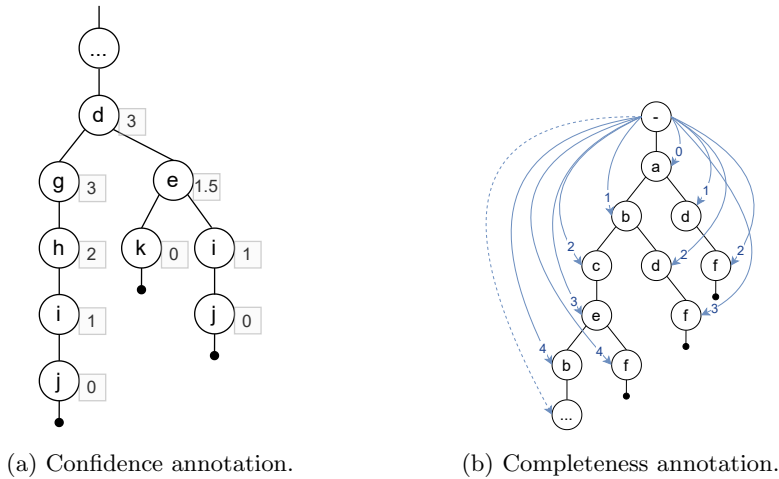 ...
d 3
g 3 e 1.5
h 2 k 0 i 1
i 1 j 0
j 0
(a) Confidence annotation.
-
0
a
1 1
b d
2 2 2
c d f
3 3
e f
4 4
b f
...
(b) Completeness annotation.